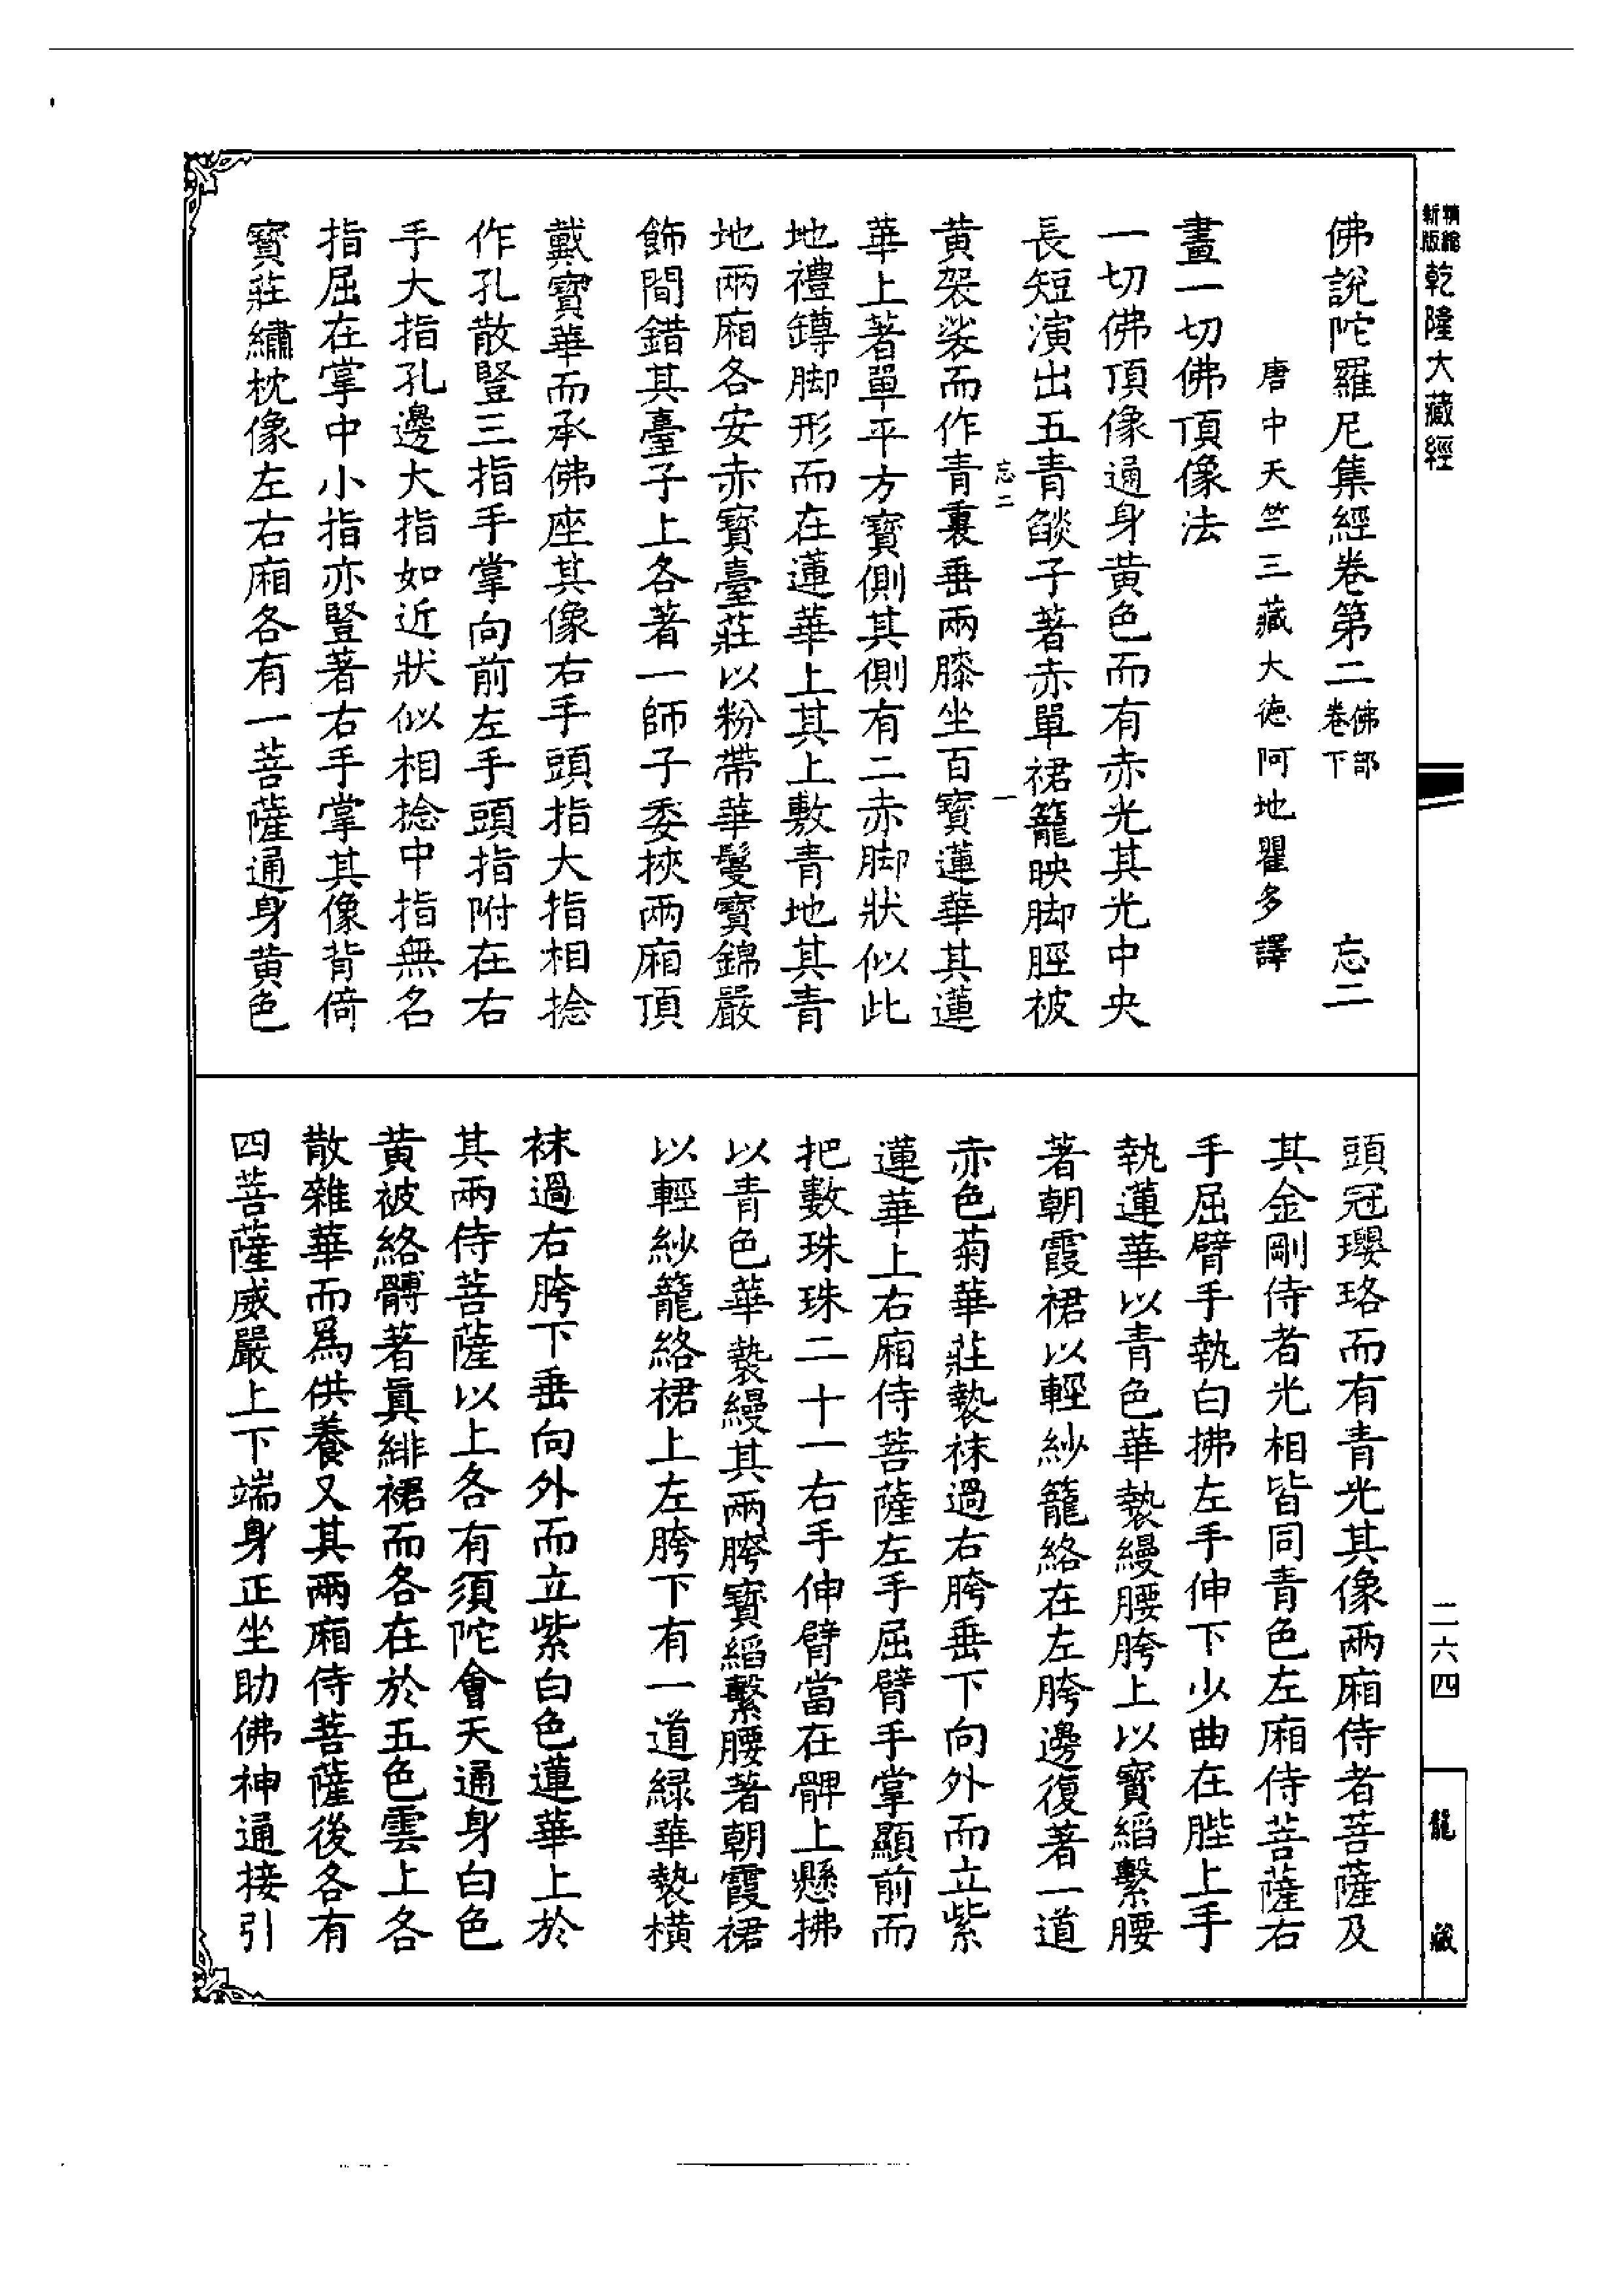 精縮新版乾隆大藏經
佛說陀羅尼集經卷第二佛部卷下 忘二
唐中天竺三藏大德阿地瞿多譯
畫一切佛頂像法
一切佛頂像通身黃色而有赤光其光中央
長短演出五青𦦨子著赤單裙籠映脚脛被
忘二 一
黃袈裟而作青裏垂兩膝坐百寶蓮華其蓮
華上著單平方寶側其側有二赤脚狀似此
地禮鐏脚形而在蓮華上其上敷青地其青
地兩廂各安赤寶臺莊以粉帶華鬘寶錦嚴
飾間錯其臺子上各著一師子委挾兩廂頂
戴寶華而承佛座其像右手頭指大指相捻
作孔散豎三指手掌向前左手頭指附在右
手大指孔邊大指如近狀似相捻中指無名
指屈在掌中小指亦豎著右手掌其像背倚
寶莊繡枕像左右廂各有一菩薩通身黃色
頭冠瓔珞而有青光其像兩廂侍者菩薩及
其金剛侍者光相皆同青色左廂侍菩薩右
手屈臂手執白拂左手伸下少曲在䏶上手
執蓮華以青色華褺縵腰胯上以寶縚繫腰
著朝霞裙以輕紗籠絡在左胯邊復著一道
赤色菊華莊褺袜過右胯垂下向外而立紫
蓮華上右廂侍菩薩左手屈臂手掌顯前而
把數珠珠二十一右手伸臂當在髀上懸拂
以青色華褺縵其兩胯寶縚繫腰著朝霞裙
以輕紗籠絡裙上左胯下有一道綠華褺橫
袜過右胯下垂向外而立紫白色蓮華上於
其兩侍菩薩以上各有須陀會天通身白色
黃被絡髆著真緋裙而各在於五色雲上各
散雜華而爲供養又其兩廂侍菩薩後各有
四菩薩威嚴上下端身正坐助佛神通接引
二六四
龍藏